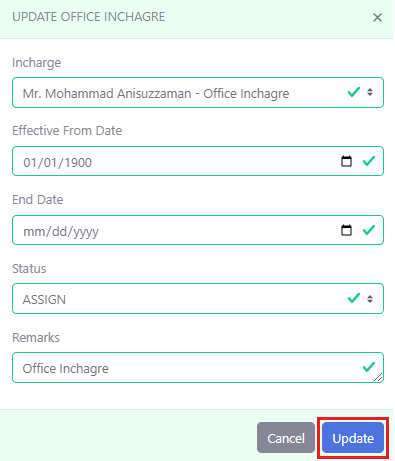 UPDATE OFFICE INCHAGRE
Incharge
Mr. Mohammad Anisuzzaman - Office Inchagre
Effective From Date
01/01/1900
End Date
mm/dd/yyyy
Status
ASSIGN
Remarks
Office Inchagre
Cancel Update